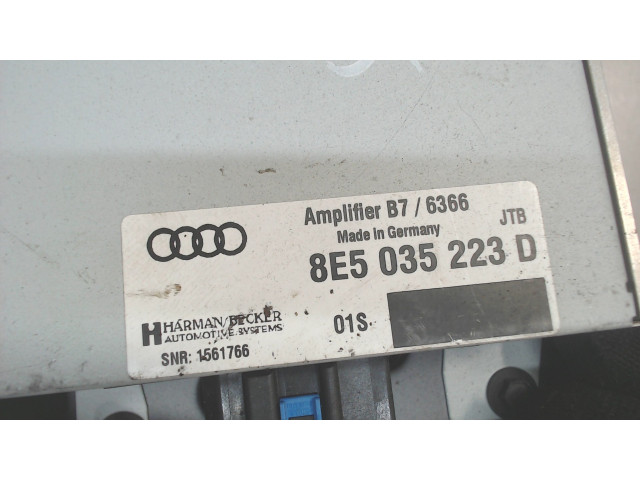 Amplifier B7 / 6366
JTB
Made in Germany
8E5 035 223 D
HARMAN/BECKER
AUTOMOTIVE SYSTEMS
01S
SNR: 1561766